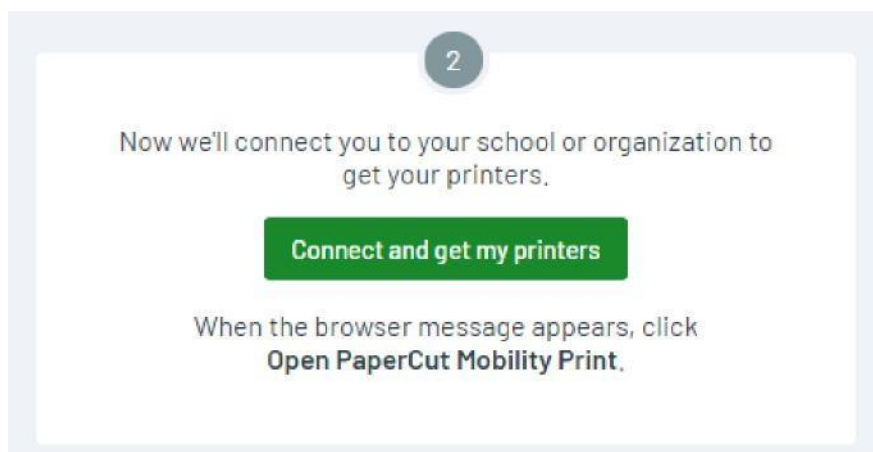 2
Now we'll connect you to your school or organization to
get your printers.
Connect and get my printers
When the browser message appears, click
Open PaperCut Mobility Print.